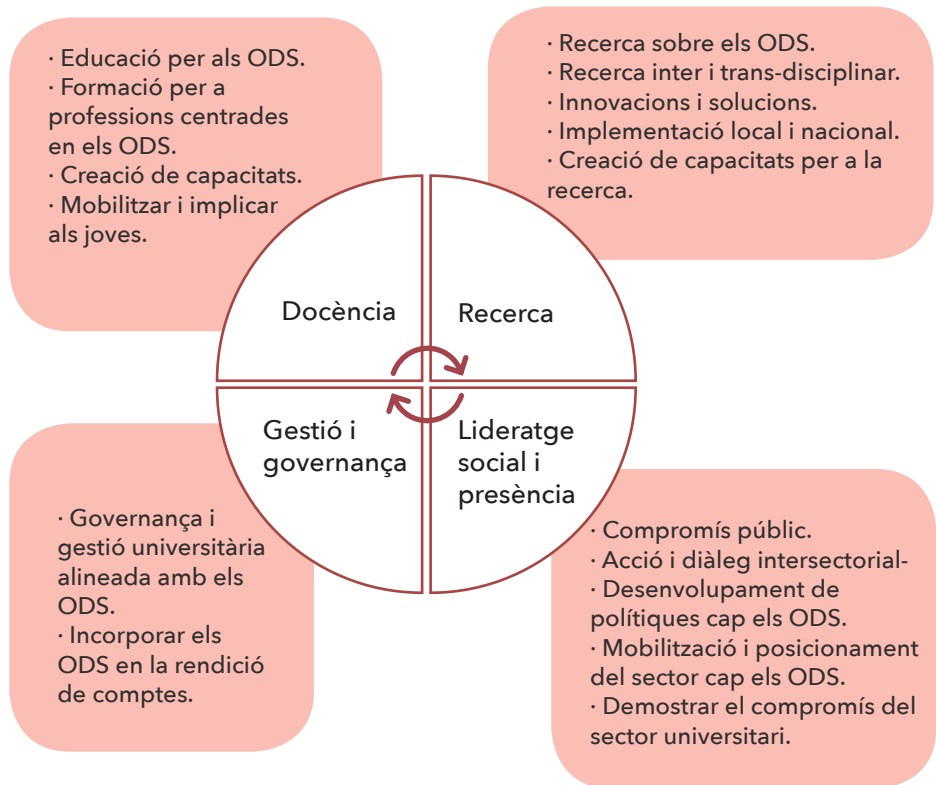 · Educació per als ODS.
· Formació per a
professions centrades
en els ODS.
· Creació de capacitats.
· Mobilitzar i implicar
als joves.
· Recerca sobre els ODS.
· Recerca inter i trans-disciplinar.
· Innovacions i solucions.
· Implementació local i nacional.
· Creació de capacitats per a la
recerca.
Docència
Recerca
Gestió i
governança
Lideratge
social i
presència
· Governança i
gestió universitària
alineada amb els
ODS.
· Incorporar els
ODS en la rendició
de comptes.
· Compromís públic.
· Acció i diàleg intersectorial-
· Desenvolupament de
polítiques cap els ODS.
· Mobilització i posicionament
del sector cap els ODS.
· Demostrar el compromís del
sector universitari.